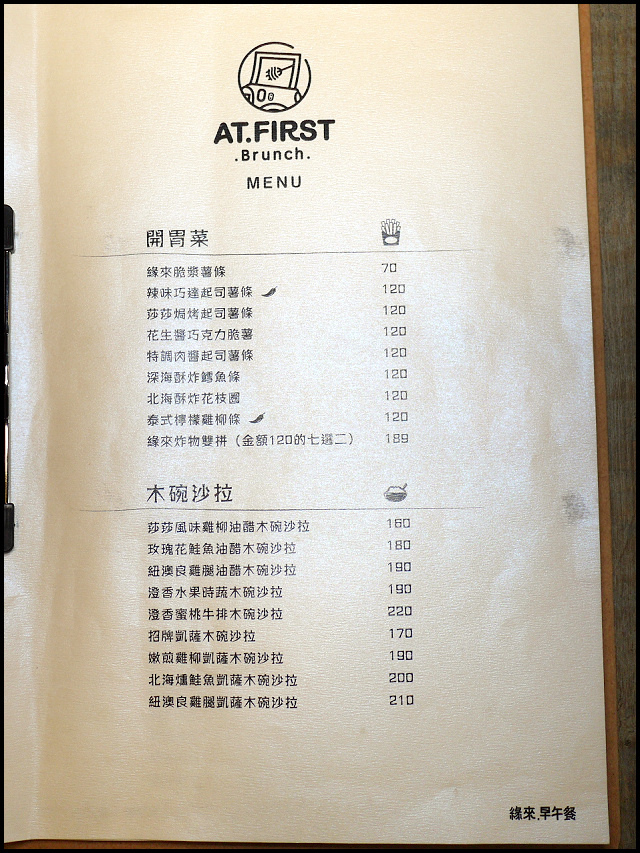 AT.FIRST
.Brunch.
MENU
開胃菜
緣來脆漿薯條 70
辣味巧達起司薯條 120
莎莎焗烤起司薯條 120
花生醬巧克力脆薯 120
特調肉醬起司薯條 120
深海酥炸鱈魚條 120
北海酥炸花枝圈 120
泰式檸檬雞柳條 120
緣來炸物雙拼（金額120的七選二） 189
木碗沙拉
莎莎風味雞柳油醋木碗沙拉 160
玫瑰花鮭魚油醋木碗沙拉 180
紐澳良雞腿油醋木碗沙拉 190
澄香水果時蔬木碗沙拉 190
澄香蜜桃牛排木碗沙拉 220
招牌凱薩木碗沙拉 170
嫩煎雞柳凱薩木碗沙拉 190
北海燻鮭魚凱薩木碗沙拉 200
紐澳良雞腿凱薩木碗沙拉 210
緣來.早午餐